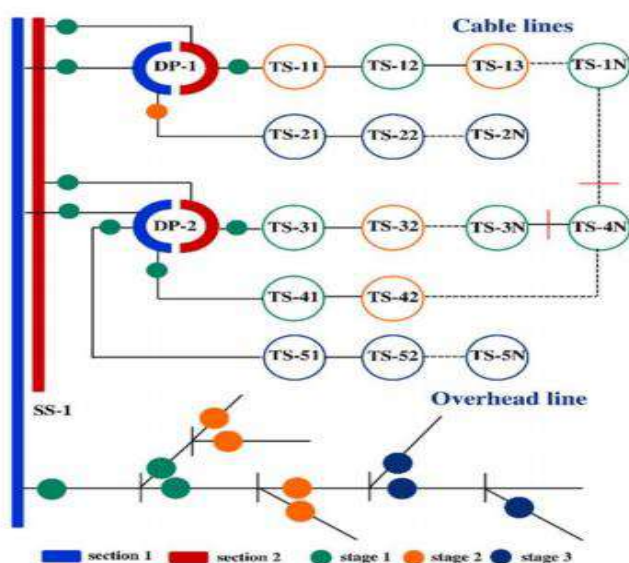 Cable lines
DP-1 TS-11 TS-12 TS-13 TS-1N
TS-21 TS-22 TS-2N
DP-2 TS-31 TS-32 TS-3N TS-4N
TS-41 TS-42
TS-51 TS-52 TS-5N
SS-1 Overhead line
section 1 section 2 stage 1 stage 2 stage 3